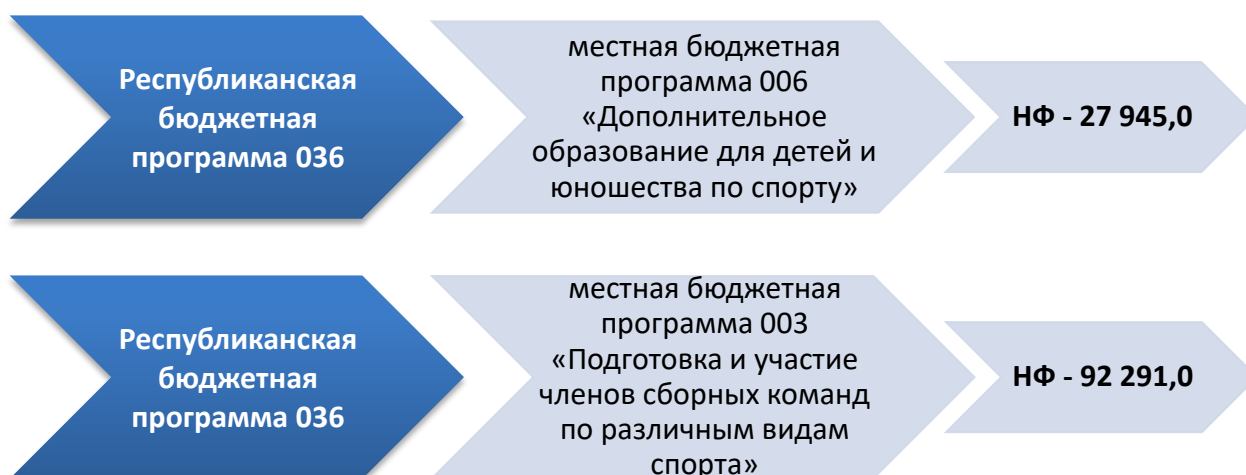 Республиканская
бюджетная
программа 036
местная бюджетная
программа 006
«Дополнительное
образование для детей и
юношества по спорту»
НФ - 27 945,0
Республиканская
бюджетная
программа 036
местная бюджетная
программа 003
«Подготовка и участие
членов сборных команд
по различным видам
спорта»
НФ - 92 291,0